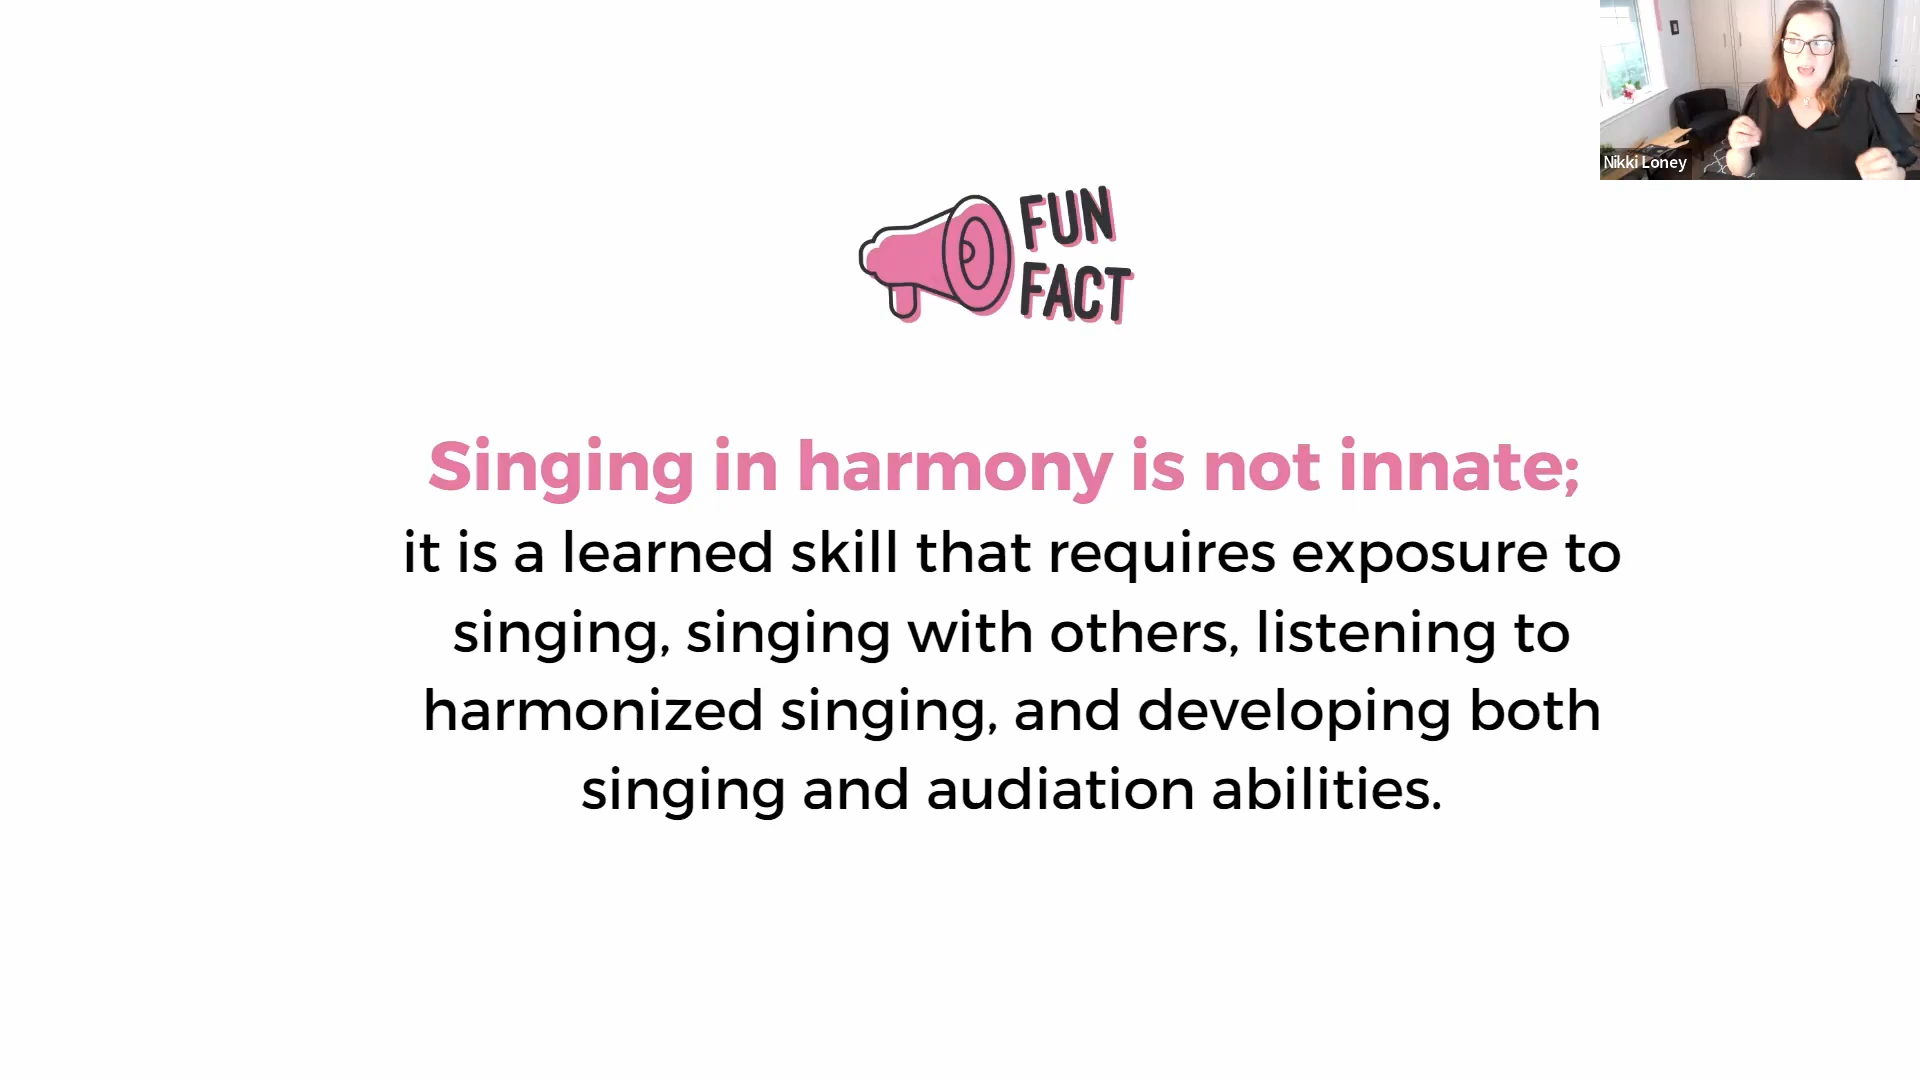 Nikki Loney
FUN
FACT
Singing in harmony is not innate;
it is a learned skill that requires exposure to
singing, singing with others, listening to
harmonized singing, and developing both
singing and audiation abilities.